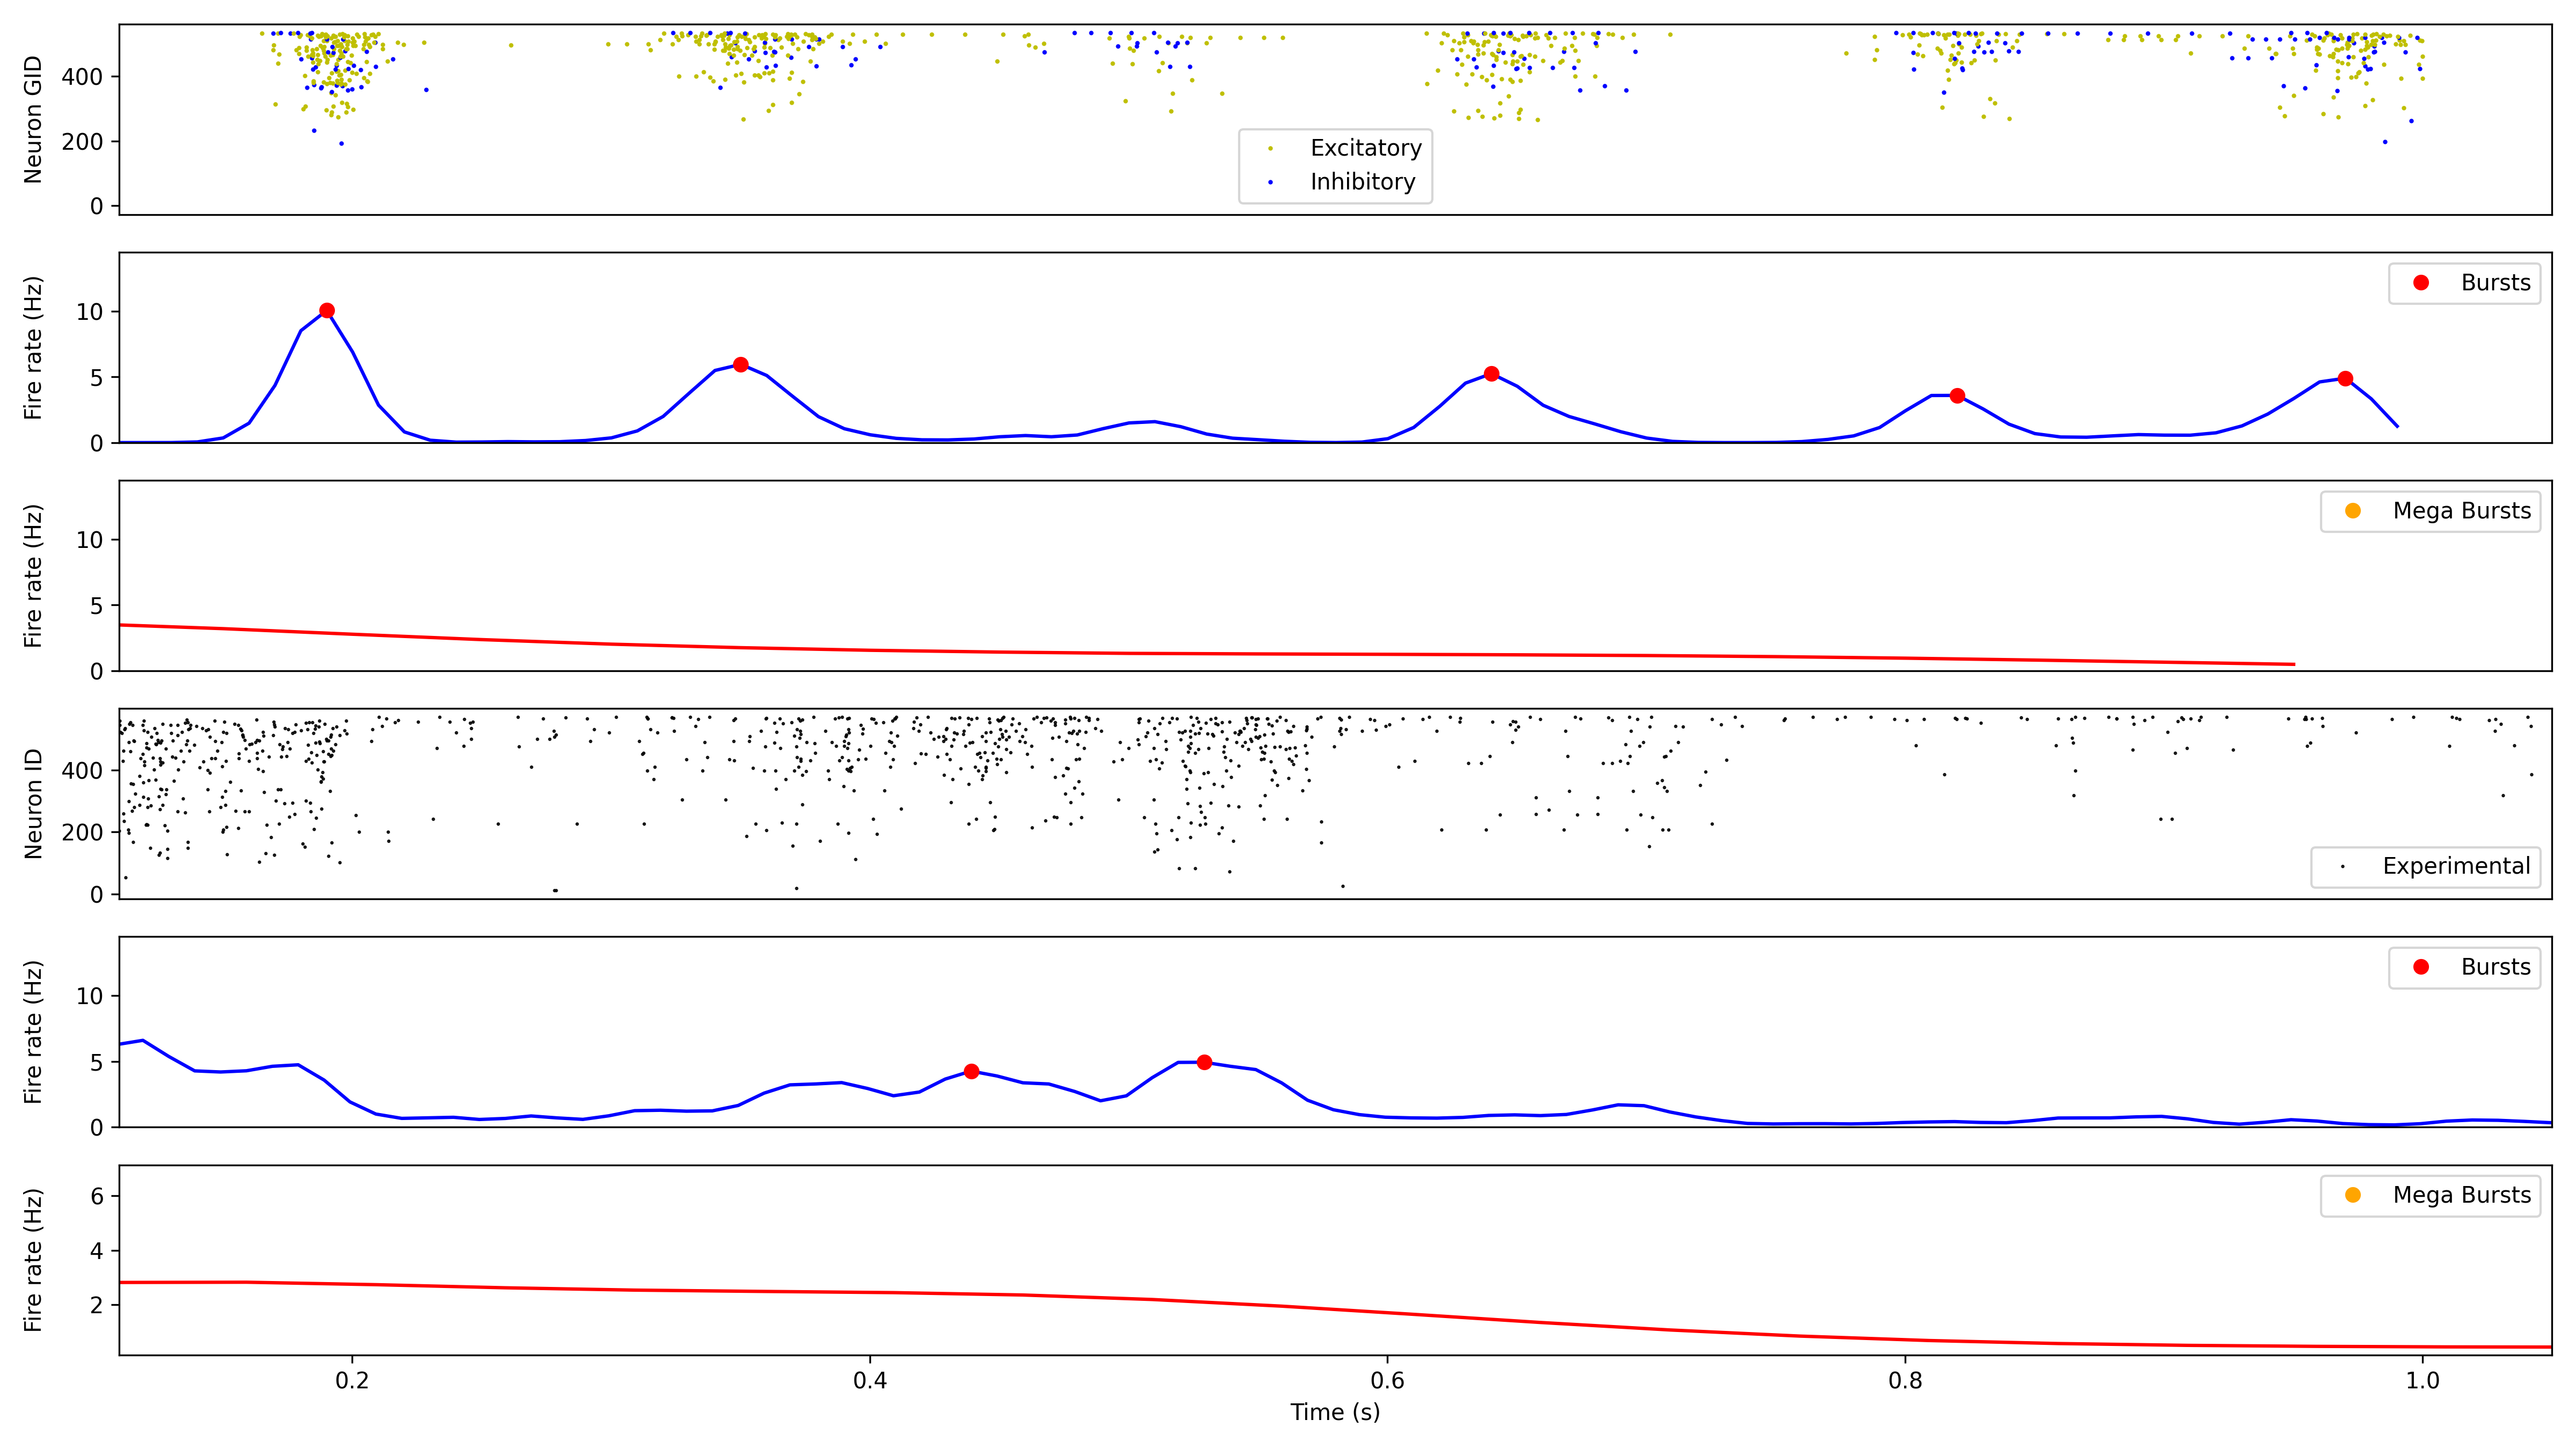 Neuron GID
400
200
0
Excitatory
Inhibitory
Fire rate (Hz)
10
5
0
Bursts
Fire rate (Hz)
10
5
0
Mega Bursts
Neuron ID
400
200
0
Experimental
Fire rate (Hz)
10
5
0
Bursts
Fire rate (Hz)
6
4
2
Mega Bursts
0.2 0.4 0.6 0.8 1.0
Time (s)